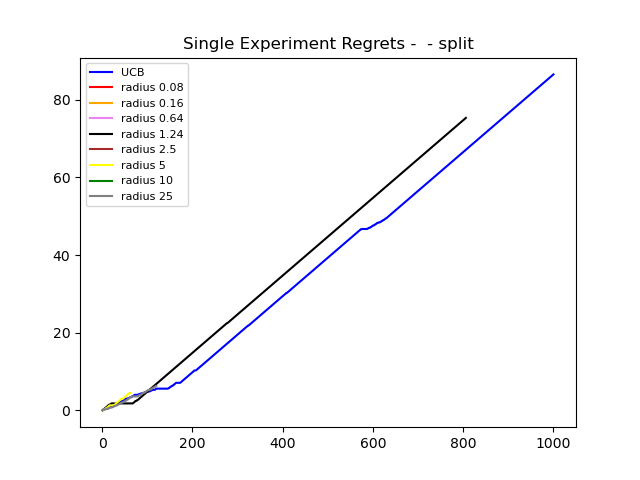 Single Experiment Regrets -  - split
UCB
radius 0.08
radius 0.16
radius 0.64
radius 1.24
radius 2.5
radius 5
radius 10
radius 25
80
60
40
20
0
0 200 400 600 800 1000